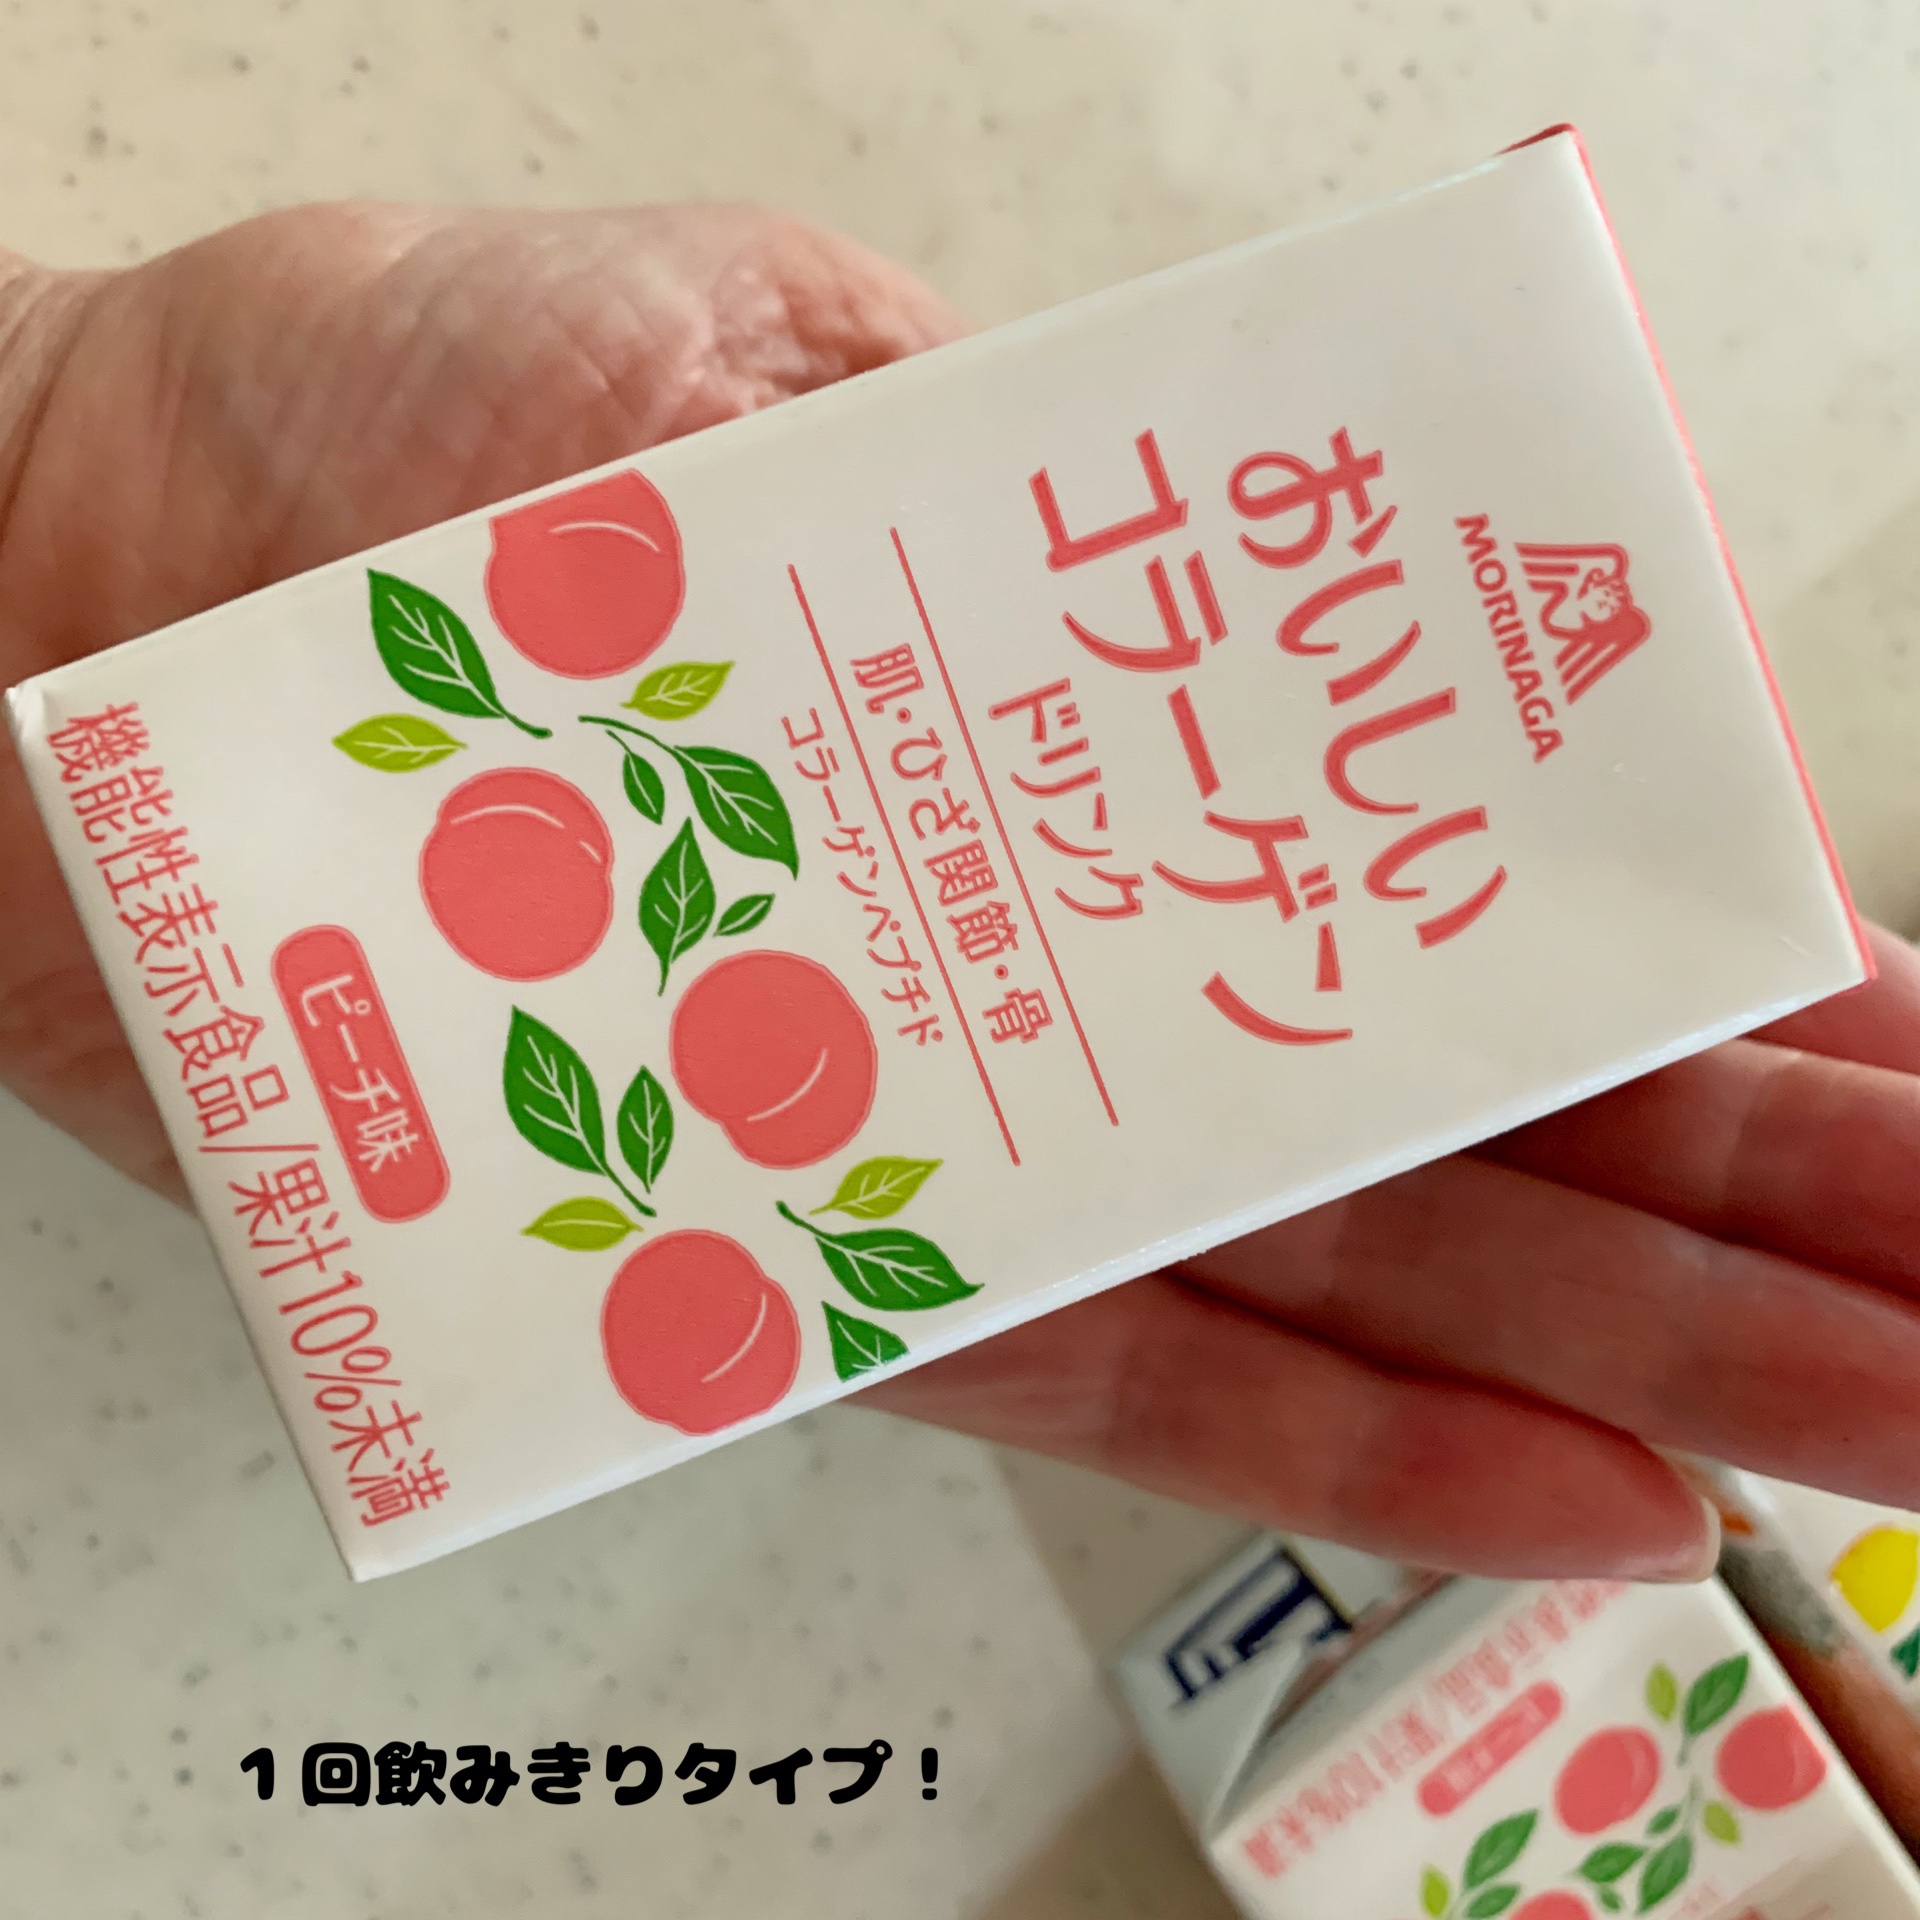 MORINAGA
おいしい
コラーゲン
ドリンク
肌・ひざ関節・骨
コラーゲンペプチド
ピーチ味
機能性表示食品/果汁10%未満
1回飲みきりタイプ！